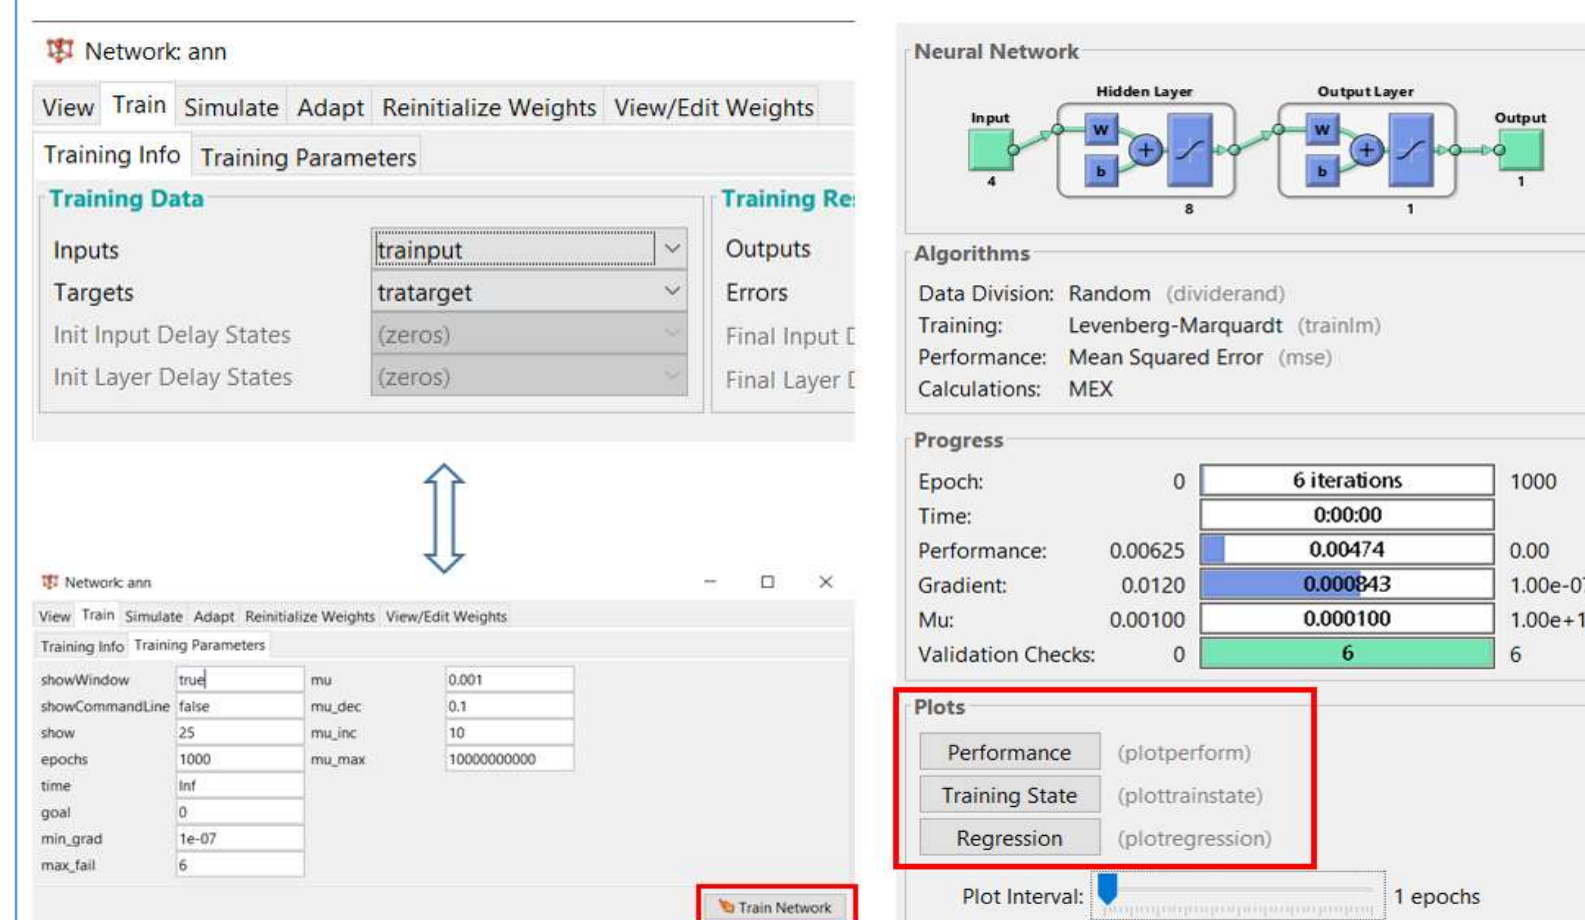 Network: ann
View Train Simulate Adapt Reinitialize Weights View/Edit Weights
Training Info Training Parameters
Training Data
Inputs trainput
Targets tratarget
Init Input Delay States (zeros)
Init Layer Delay States (zeros)
Training Re
Outputs
Errors
Final Input
Final Layer
Network: ann
View Train Simulate Adapt Reinitialize Weights View/Edit Weights
Training Info Training Parameters
showWindow true mu 0.001
showCommandLine false mu_dec 0.1
show 25 mu_inc 10
epochs 1000 mu_max 10000000000
time Inf
goal 0
min_grad 1e-07
max_fail 6
Train Network
Neural Network
Hidden Layer Output Layer
Input Output
W W
+ +
b b
4 1
8 1
Algorithms
Data Division: Random (dividerand)
Training: Levenberg-Marquardt (trainlm)
Performance: Mean Squared Error (mse)
Calculations: MEX
Progress
Epoch: 0 6 iterations 1000
Time: 0:00:00
Performance: 0.00625 0.00474 0.00
Gradient: 0.0120 0.000843 1.00e-07
Mu: 0.00100 0.000100 1.00e+1
Validation Checks: 0 6 6
Plots
Performance (plotperform)
Training State (plottrainstate)
Regression (plotregression)
Plot Interval: 1 epochs